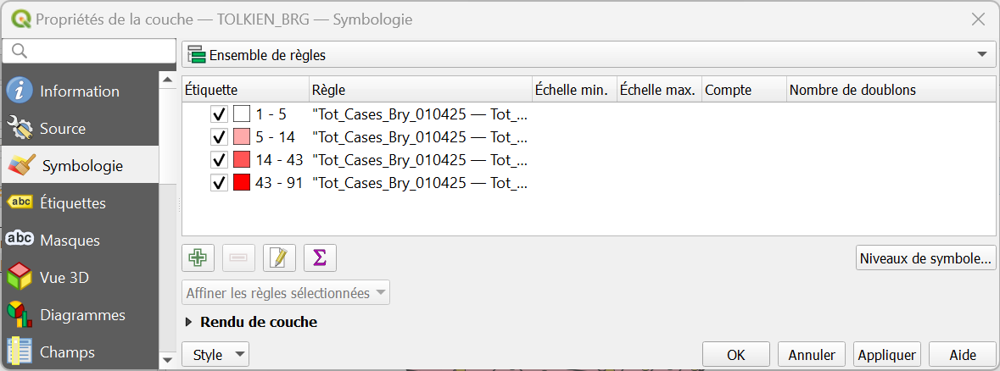 Propriétés de la couche — TOLKIEN_BRG — Symbologie
Information
Source
Symbologie
abc Étiquettes
abc Masques
Vue 3D
Diagrammes
Champs
Ensemble de règles
Étiquette Règle Échelle min. Échelle max. Compte Nombre de doublons
1 - 5 "Tot_Cases_Bry_010425 — Tot_...
5 - 14 "Tot_Cases_Bry_010425 — Tot_...
14 - 43 "Tot_Cases_Bry_010425 — Tot_...
43 - 91 "Tot_Cases_Bry_010425 — Tot_...
Σ Niveaux de symbole...
Affiner les règles sélectionnées
Rendu de couche
Style OK Annuler Appliquer Aide